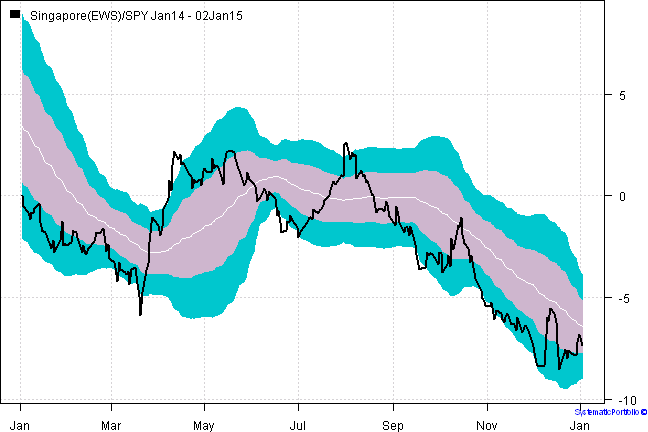 Singapore(EWS)/SPY Jan14 - 02Jan15
5
0
-5
-10
SystematicPortfolio ©
Jan Mar May Jul Sep Nov Jan